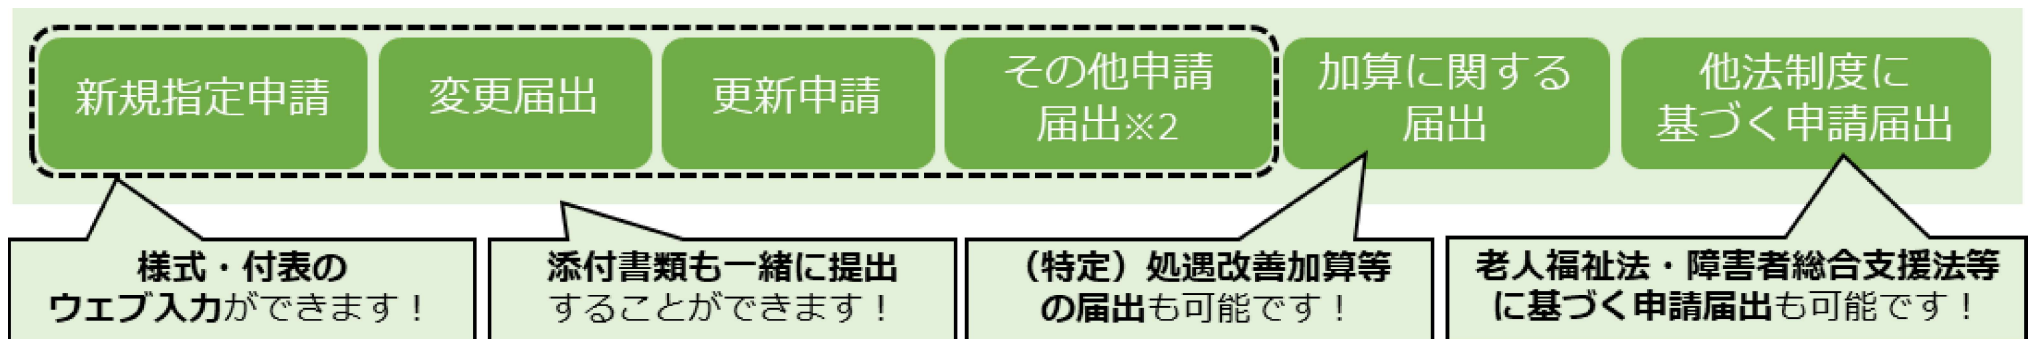 新規指定申請
変更届出
更新申請
その他申請
届出※2
加算に関する
届出
他法制度に
基づく申請届出
様式・付表の
ウェブ入力ができます！
添付書類も一緒に提出
することができます！
（特定）処遇改善加算等
の届出も可能です！
老人福祉法・障害者総合支援法等
に基づく申請届出も可能です！